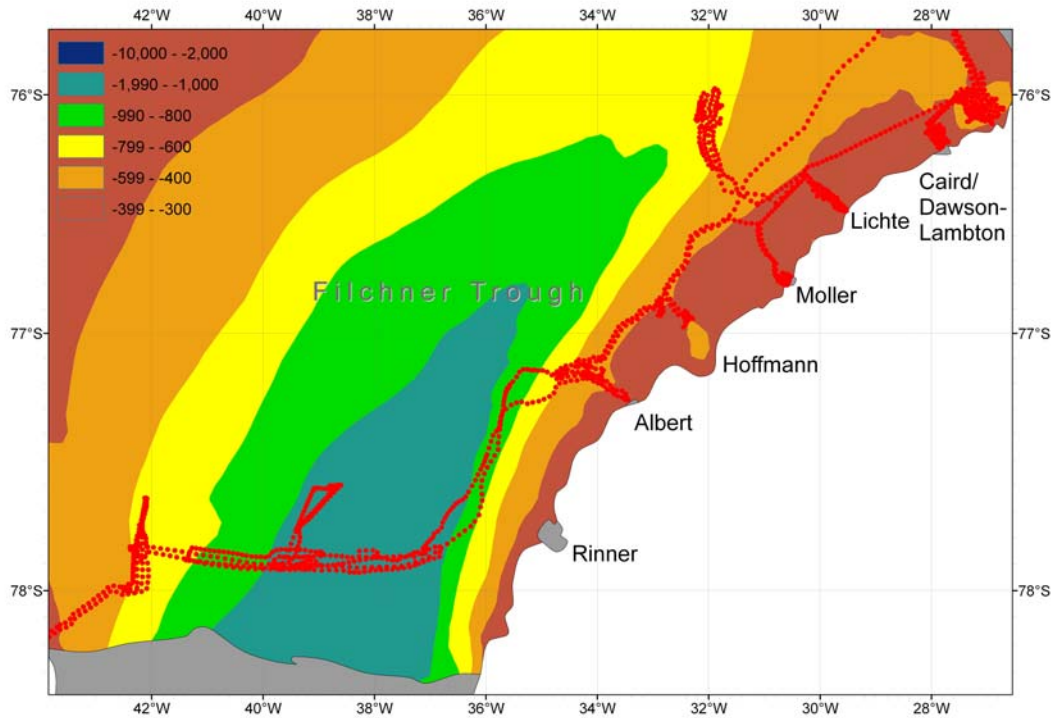 42°W 40°W 38°W 36°W 34°W 32°W 30°W 28°W
-10,000 - -2,000
-1,990 - -1,000
76°S 76°S
-990 - -800
-799 - -600
-599 - -400
Caird/
-399 - -300
Dawson-
Lichte
Lambton
Filchner Trough
Moller
77°S 77°S
Hoffmann
Albert
Rinner
78°S 78°S
42°W 40°W 38°W 36°W 34°W 32°W 30°W 28°W